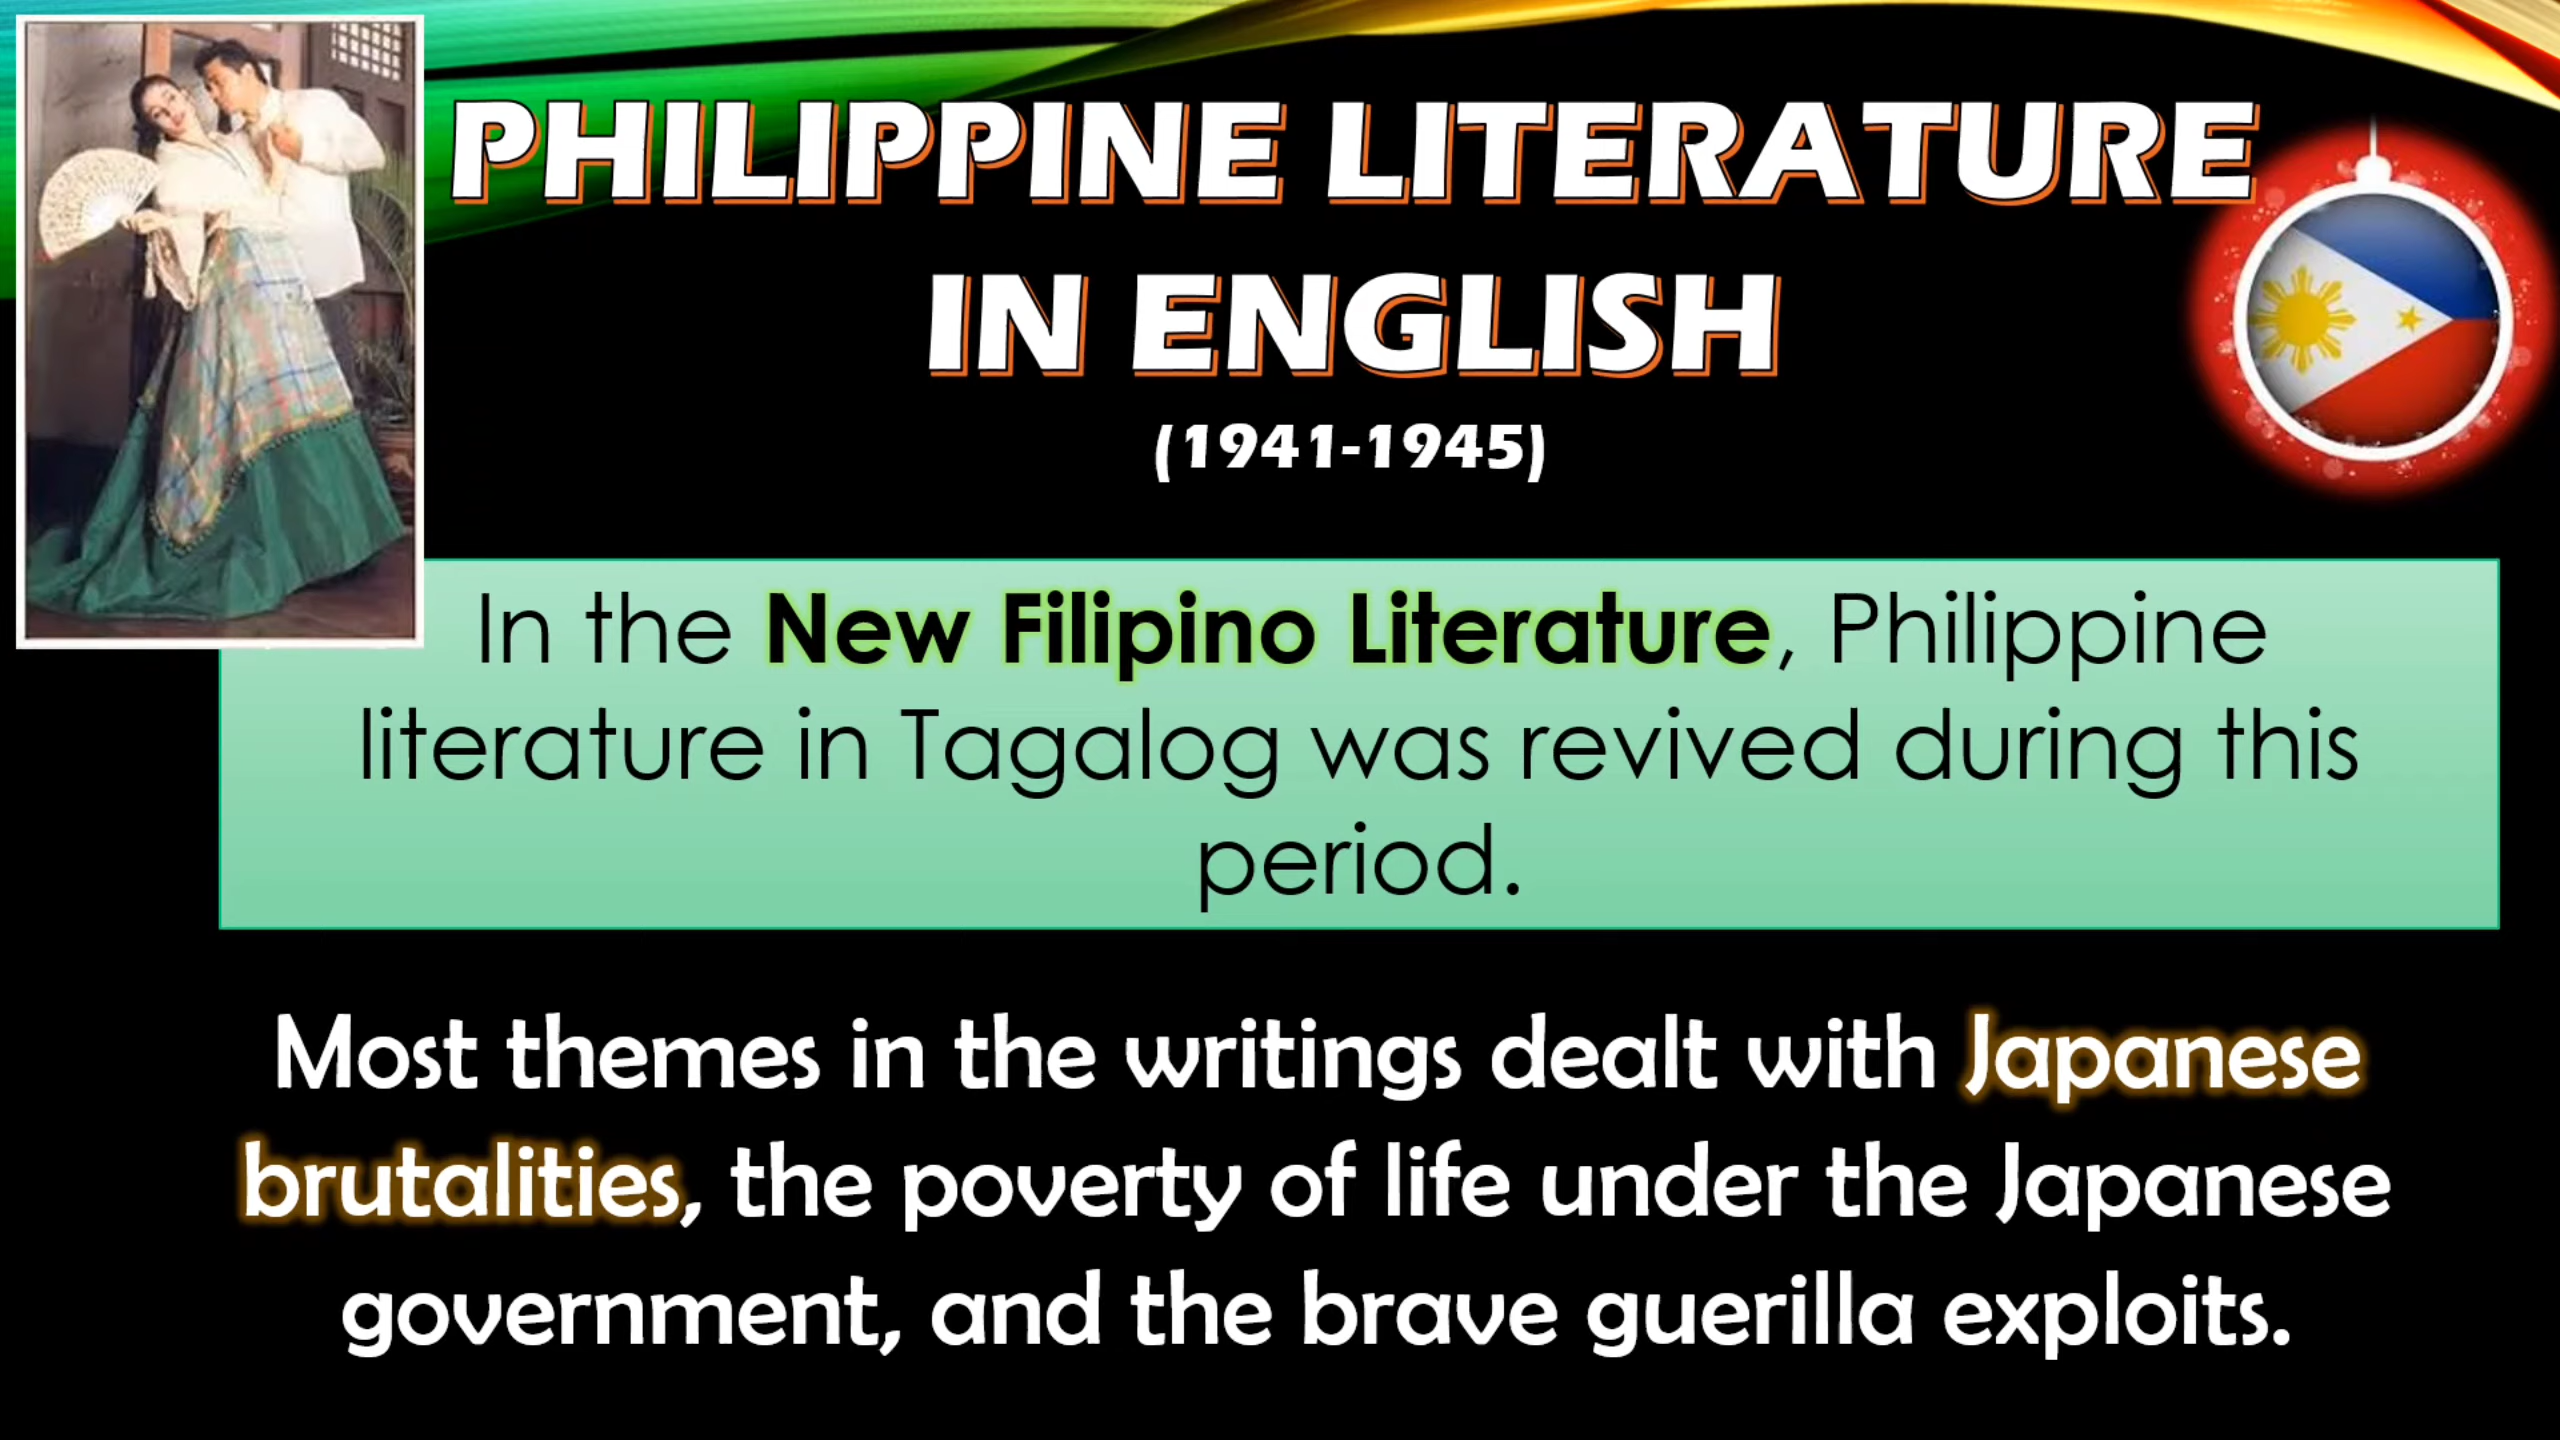 PHILIPPINE LITERATURE
IN ENGLISH
(1941-1945)
In the New Filipino Literature, Philippine
literature in Tagalog was revived during this
period.
Most themes in the writings dealt with Japanese
brutalities, the poverty of life under the Japanese
government, and the brave guerilla exploits.